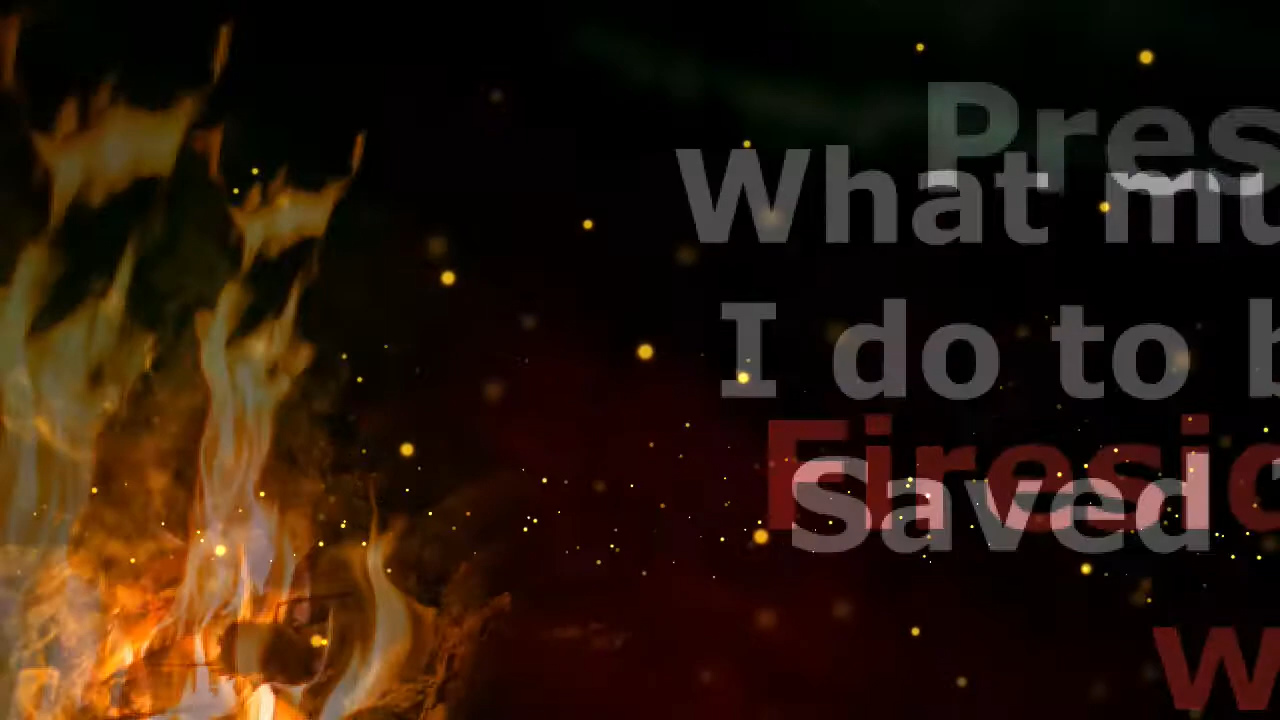 Pres
What mu
I do to b
Firesid
Saved
w